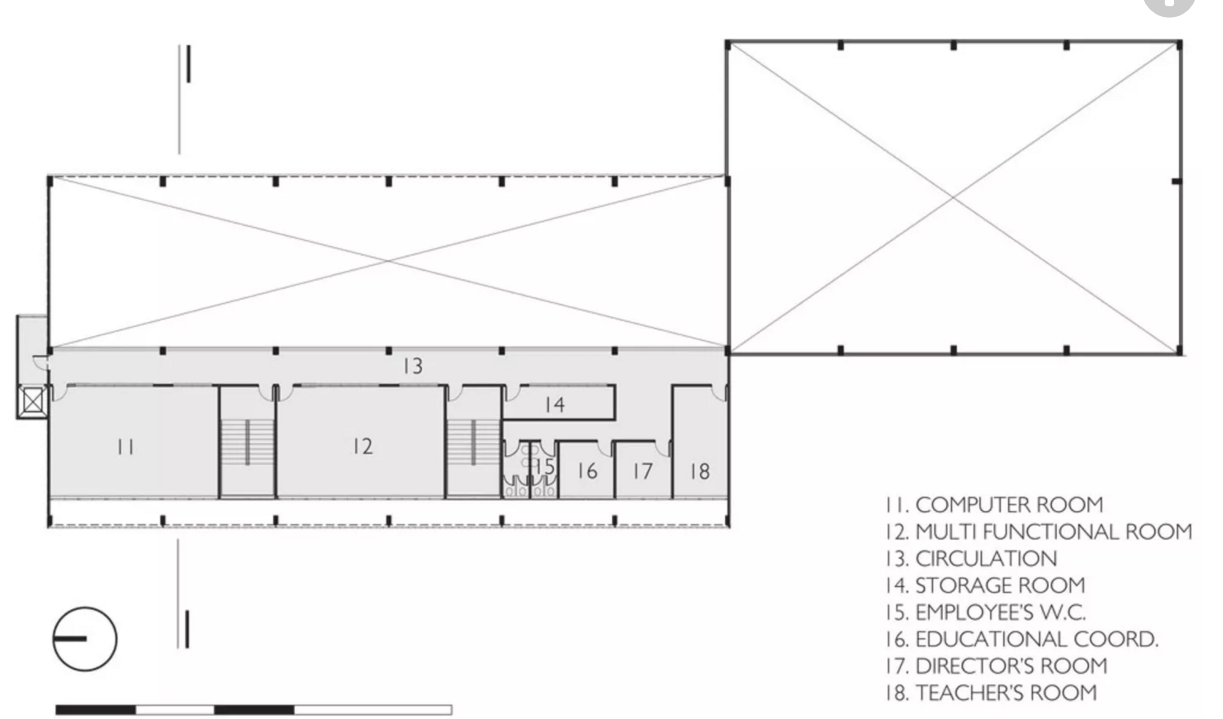 13
14
11
12
15
16
17
18
11. COMPUTER ROOM
12. MULTI FUNCTIONAL ROOM
13. CIRCULATION
14. STORAGE ROOM
15. EMPLOYEE'S W.C.
16. EDUCATIONAL COORD.
17. DIRECTOR'S ROOM
18. TEACHER'S ROOM